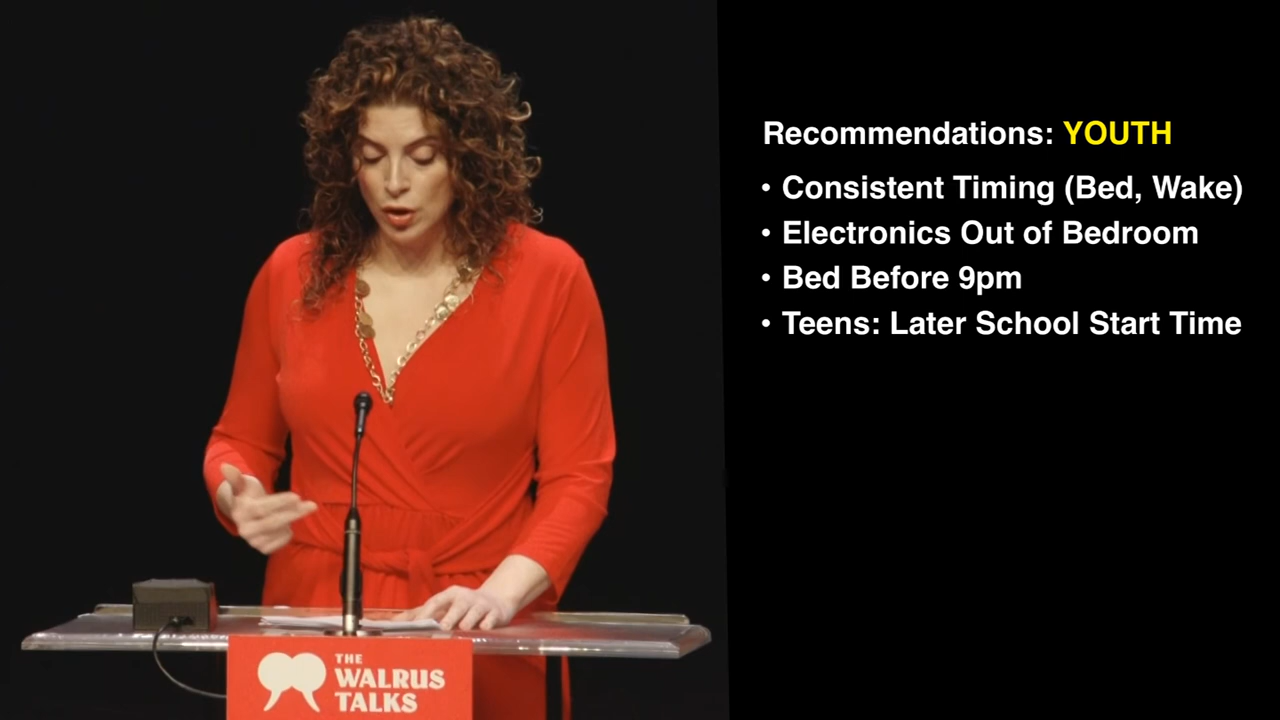 Recommendations: YOUTH
• Consistent Timing (Bed, Wake)
• Electronics Out of Bedroom
• Bed Before 9pm
• Teens: Later School Start Time
THE
WALRUS
TALKS